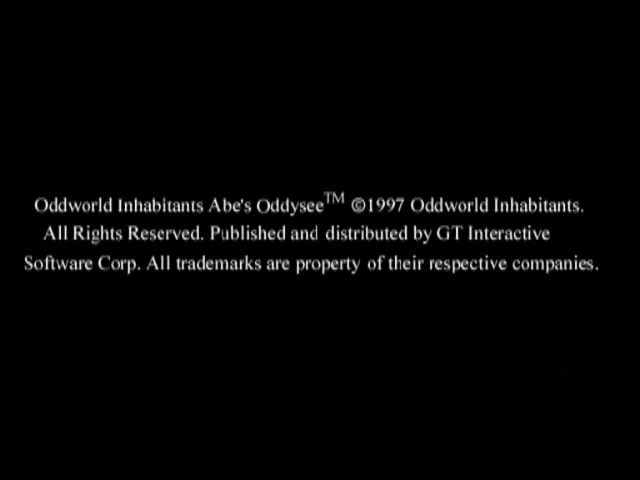 Oddworld Inhabitants Abe's Oddysee™ ©1997 Oddworld Inhabitants.
All Rights Reserved. Published and distributed by GT Interactive
Software Corp. All trademarks are property of their respective companies.